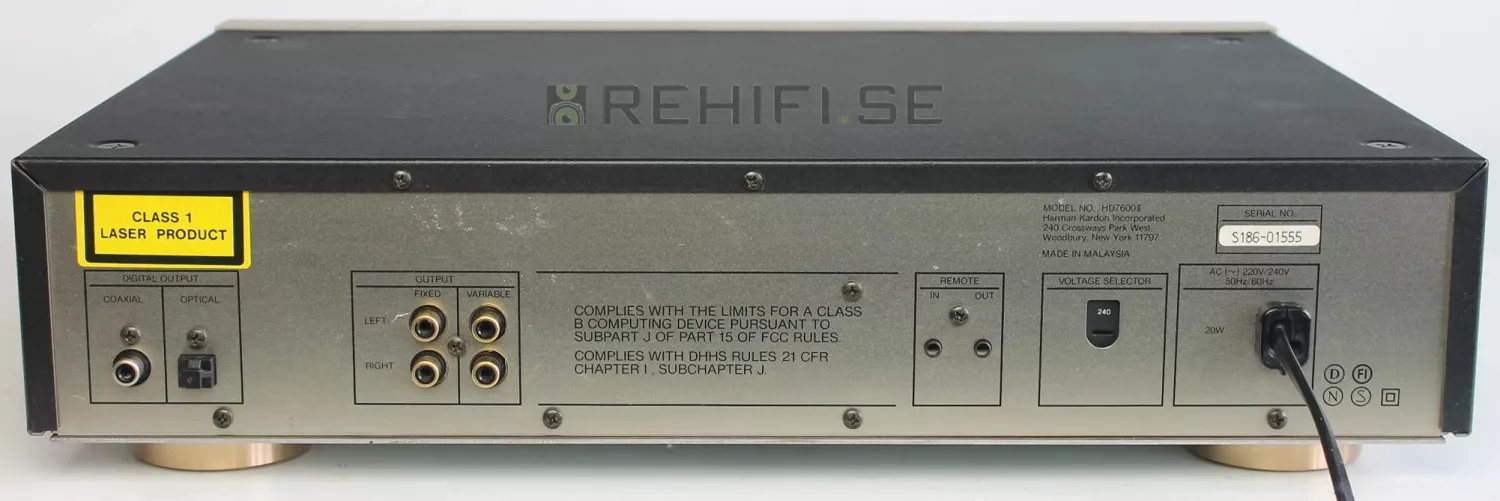 REHIFI.SE
CLASS 1
LASER PRODUCT
DIGITAL OUTPUT
COAXIAL
OPTICAL
OUTPUT
FIXED
VARIABLE
LEFT
RIGHT
COMPLIES WITH THE LIMITS FOR A CLASS
B COMPUTING DEVICE PURSUANT TO
SUBPART J OF PART 15 OF FCC RULES.
COMPLIES WITH DHHS RULES 21 CFR
CHAPTER I, SUBCHAPTER J.
REMOTE
IN
OUT
MODEL NO. HD7600II
Harman Kardon Incorporated
240 Crossways Park West,
Woodbury, New York 11797
MADE IN MALAYSIA
VOLTAGE SELECTOR
240
SERIAL NO.
S186-01555
AC (~) 220V/240V
50Hz/60Hz
20W
D FI
N S